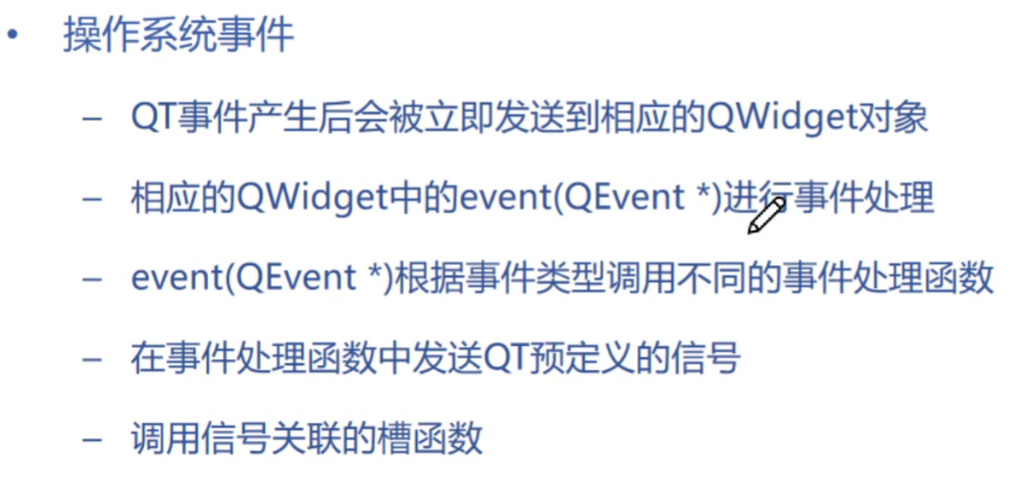 • 操作系统事件
– QT事件产生后会被立即发送到相应的QWidget对象
– 相应的QWidget中的event(QEvent *)进行事件处理
– event(QEvent *)根据事件类型调用不同的事件处理函数
– 在事件处理函数中发送QT预定义的信号
– 调用信号关联的槽函数